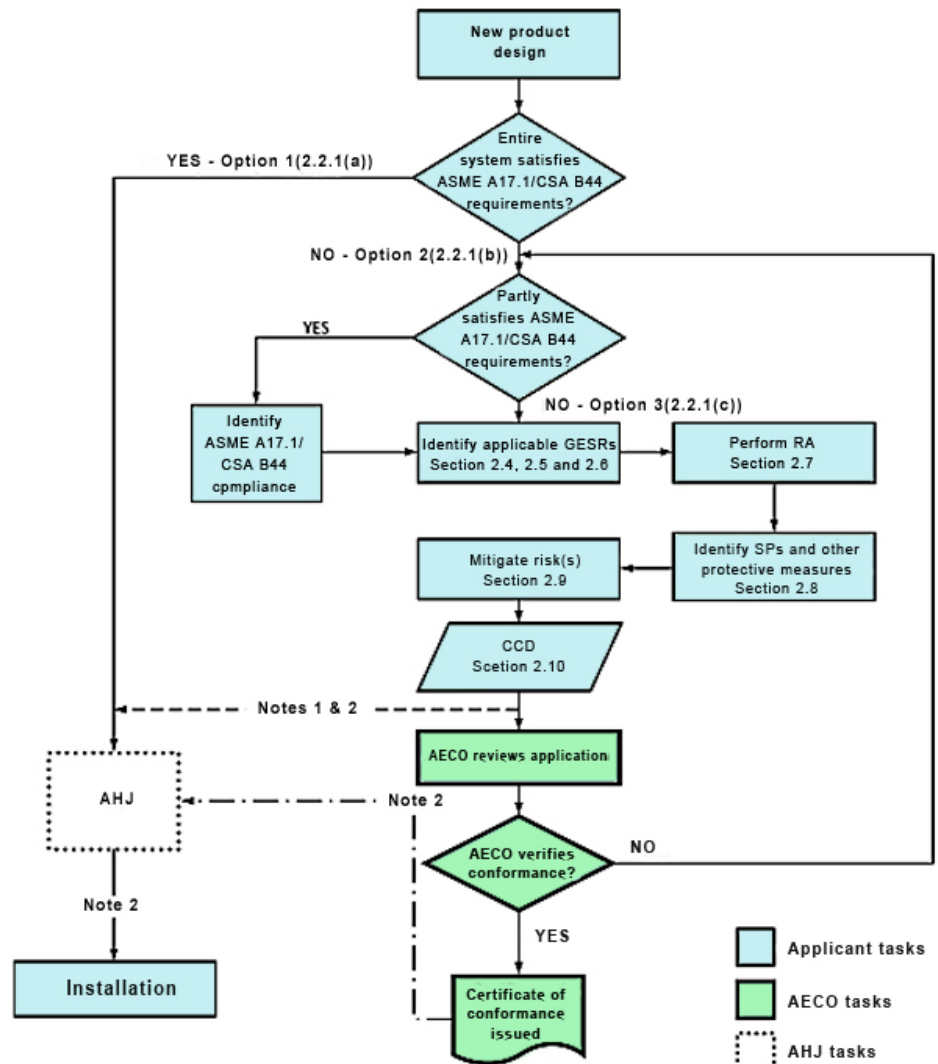 New product
design
Entire
system satisfies
ASME A17.1/CSA B44
requirements?
YES - Option 1(2.2.1(a))
NO - Option 2(2.2.1(b))
Partly
satisfies ASME
A17.1/CSA B44
requirements?
YES
NO - Option 3(2.2.1(c))
Identify
ASME A17.1/
CSA B44
cpmpliance
Identify applicable GESRs
Section 2.4, 2.5 and 2.6
Perform RA
Section 2.7
Mitigate risk(s)
Section 2.9
Identify SPs and other
protective measures
Section 2.8
CCD
Scetion 2.10
Notes 1 & 2
AECO reviews application
AHJ
Note 2
AECO verifies
conformance?
NO
Note 2
YES
Installation
Certificate of
conformance
issued
Applicant tasks
AECO tasks
AHJ tasks